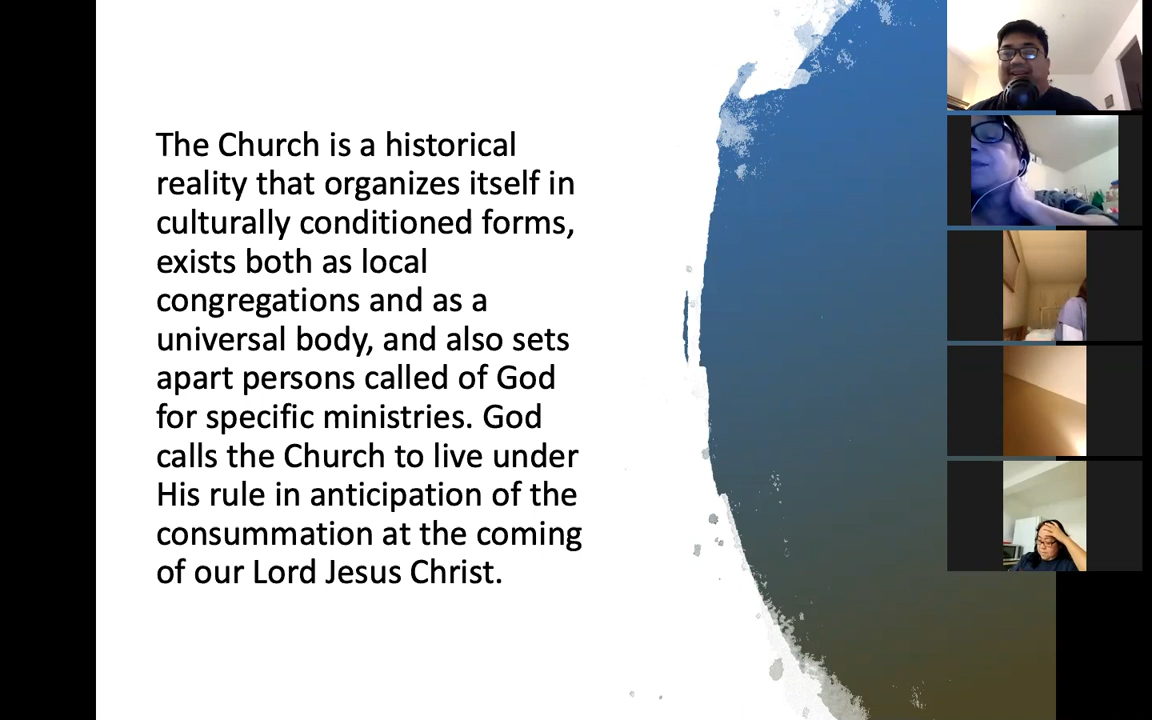 The Church is a historical
reality that organizes itself in
culturally conditioned forms,
exists both as local
congregations and as a
universal body, and also sets
apart persons called of God
for specific ministries. God
calls the Church to live under
His rule in anticipation of the
consummation at the coming
of our Lord Jesus Christ.